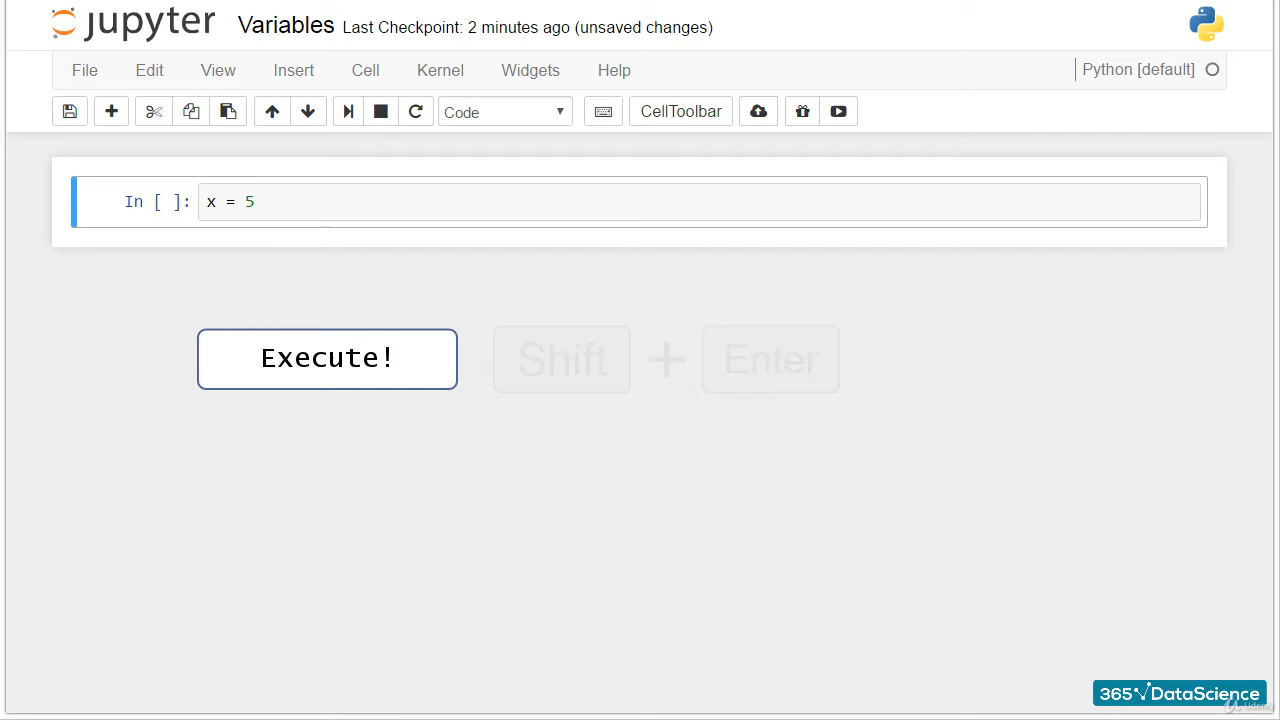 jupyter Variables Last Checkpoint: 2 minutes ago (unsaved changes)
File Edit View Insert Cell Kernel Widgets Help Python [default]
Code CellToolbar
In [ ]: x = 5
Execute! Shift + Enter
365√DataScience
Udemy